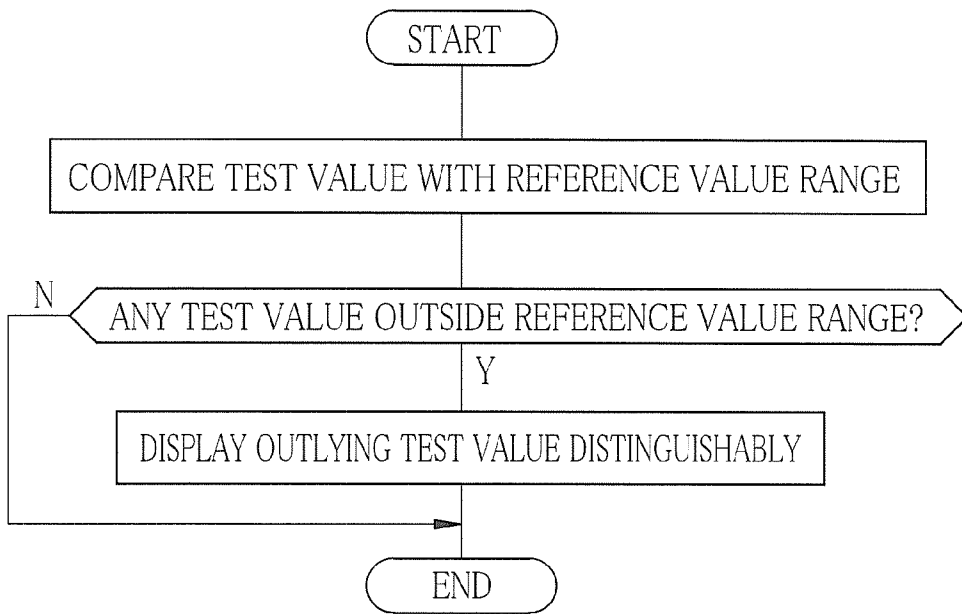 START
COMPARE TEST VALUE WITH REFERENCE VALUE RANGE
N
ANY TEST VALUE OUTSIDE REFERENCE VALUE RANGE?
Y
DISPLAY OUTLYING TEST VALUE DISTINGUISHABLY
END